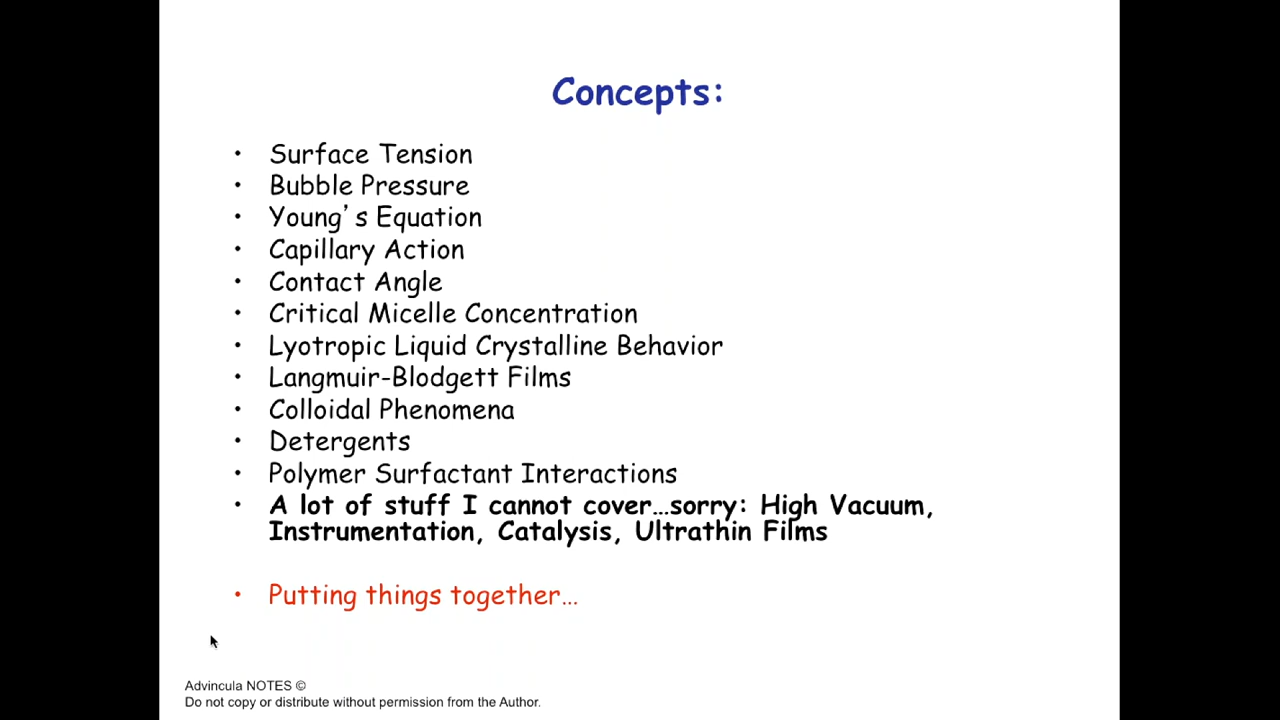 Concepts:
• Surface Tension
• Bubble Pressure
• Young’s Equation
• Capillary Action
• Contact Angle
• Critical Micelle Concentration
• Lyotropic Liquid Crystalline Behavior
• Langmuir-Blodgett Films
• Colloidal Phenomena
• Detergents
• Polymer Surfactant Interactions
• A lot of stuff I cannot cover…sorry: High Vacuum,
Instrumentation, Catalysis, Ultrathin Films
• Putting things together…
Advincula NOTES ©
Do not copy or distribute without permission from the Author.